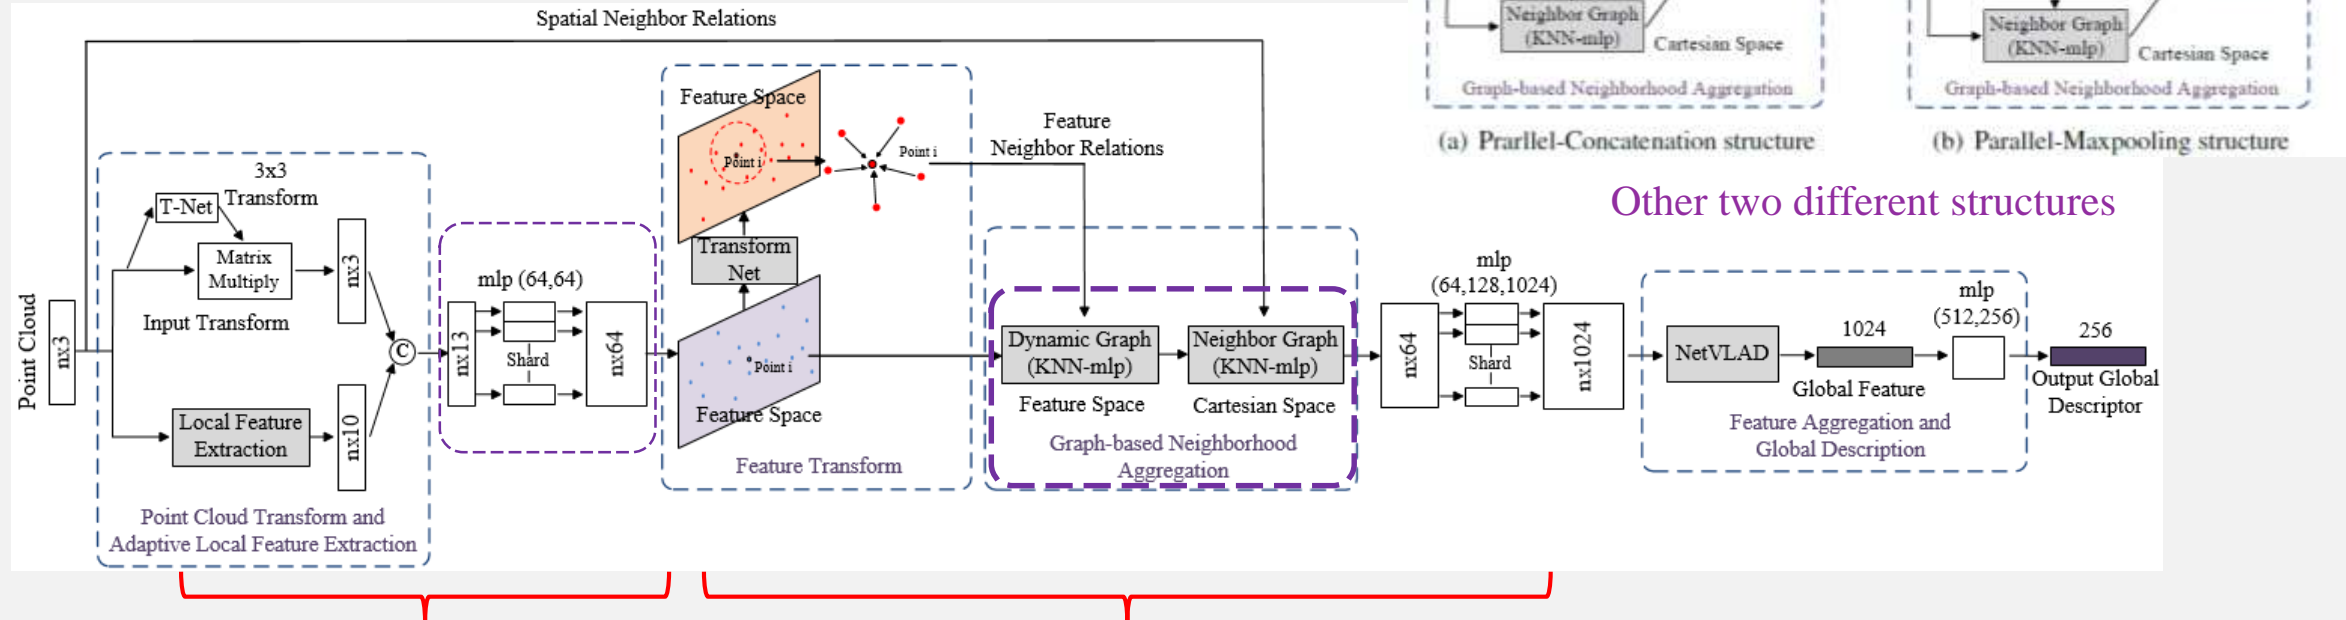 Spatial Neighbor Relations
Neighbor Graph
(KNN-mlp)
Cartesian Space
Graph-based Neighborhood Aggregation
(a) Prarllel-Concatenation structure
Neighbor Graph
(KNN-mlp)
Cartesian Space
Graph-based Neighborhood Aggregation
(b) Parallel-Maxpooling structure
Other two different structures
Point Cloud
nx3
3x3
Transform
T-Net
Matrix
Multiply
Input Transform
nx3
Local Feature
Extraction
nx10
C
Point Cloud Transform and
Adaptive Local Feature Extraction
mlp (64,64)
nx13
Shard
nx64
Feature Space
Point i
Point i
Transform
Net
Point i
Feature Space
Feature Transform
Feature
Neighbor Relations
Dynamic Graph
(KNN-mlp)
Feature Space
Neighbor Graph
(KNN-mlp)
Cartesian Space
Graph-based Neighborhood
Aggregation
mlp
(64,128,1024)
nx64
Shard
nx1024
NetVLAD
1024
Global Feature
mlp
(512,256)
256
Output Global
Descriptor
Feature Aggregation and
Global Description